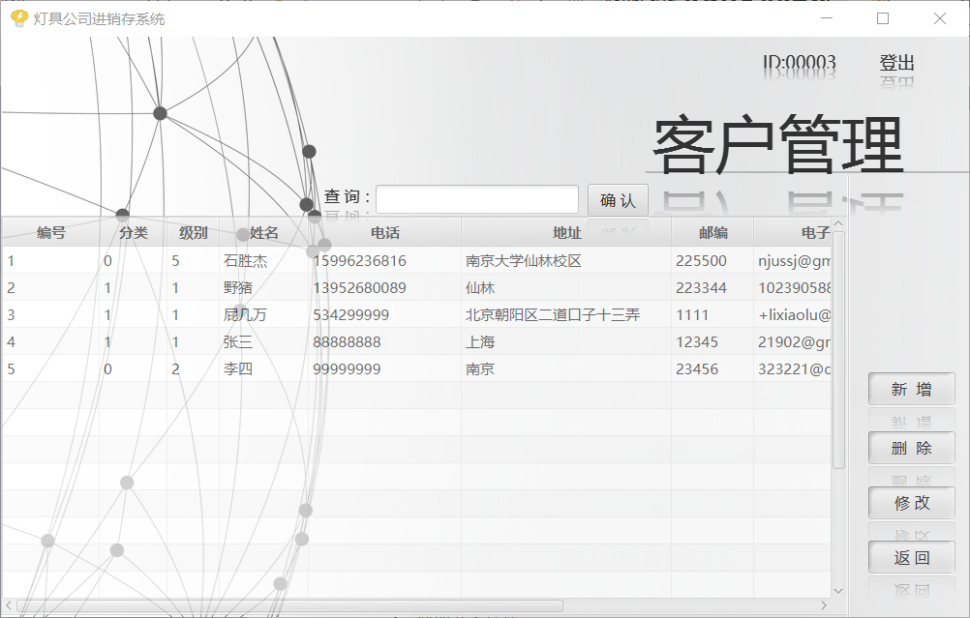 灯具公司进销存系统
ID:00003 登出
客户管理
查询: 确认
编号 分类 级别 姓名 电话 地址 邮编 电子
1 0 5 石胜杰 15996236816 南京大学仙林校区 225500 njussj@gm
2 1 1 野猪 13952680089 仙林 223344 102390588
3 1 1 屁几万 534299999 北京朝阳区二道口子十三弄 1111 +lixiaolu@
4 1 1 张三 88888888 上海 12345 21902@gr
5 0 2 李四 99999999 南京 23456 323221@c
新增
删除
修改
返回